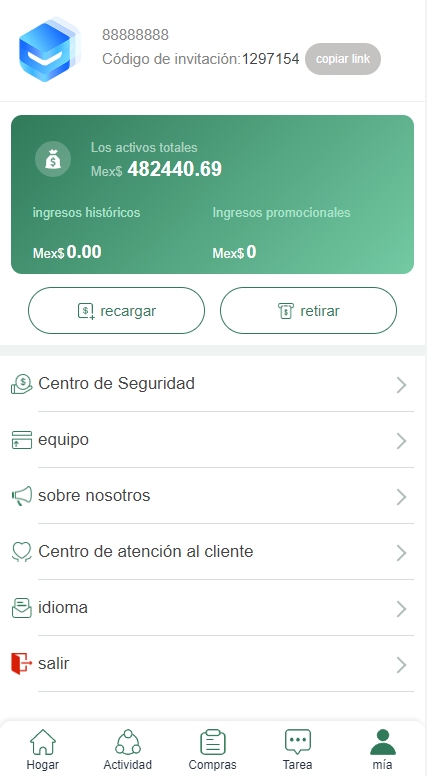 88888888
Código de invitación:1297154 copiar link
Los activos totales
Mex$ 482440.69
ingresos históricos Ingresos promocionales
Mex$0.00 Mex$0
recargar retirar
Centro de Seguridad
equipo
sobre nosotros
Centro de atención al cliente
idioma
salir
Hogar Actividad Compras Tarea mía